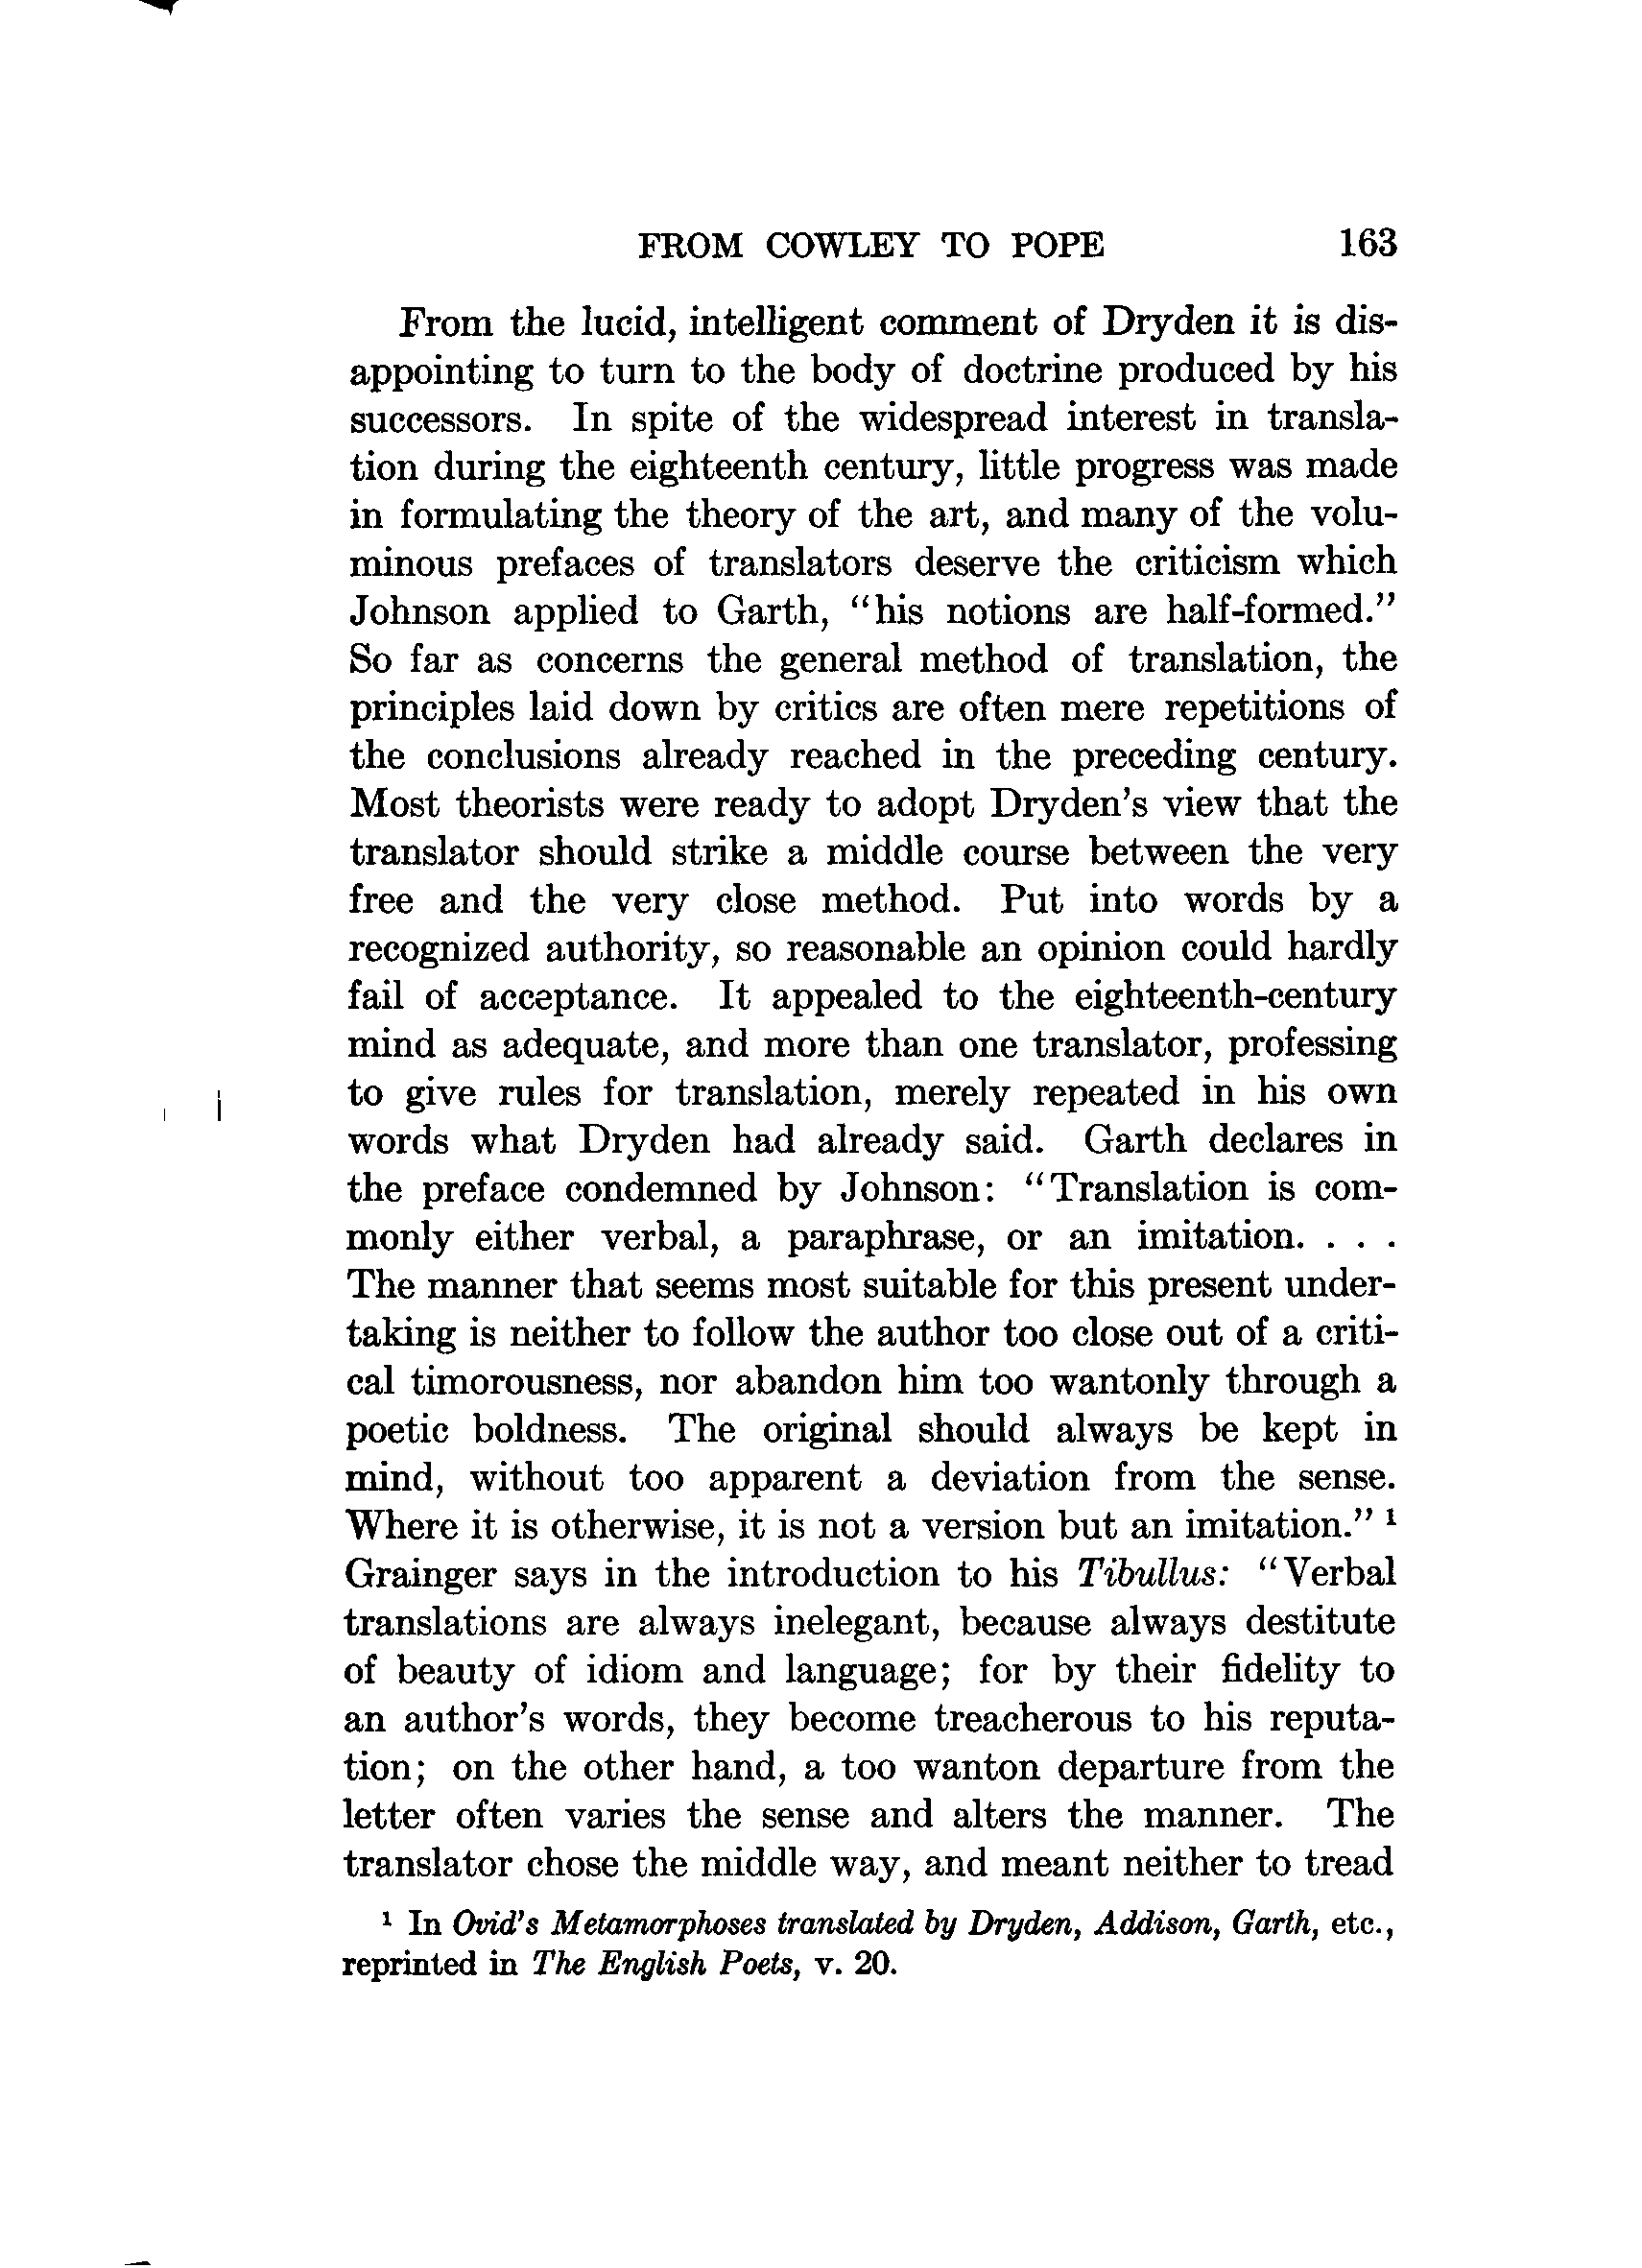 FROM COWLEY TO POPE 163
From the lucid, intelligent comment of Dryden it is dis-
appointing to turn to the body of doctrine produced by his
successors. In spite of the widespread interest in transla-
tion during the eighteenth century, little progress was made
in formulating the theory of the art, and many of the volu-
minous prefaces of translators deserve the criticism which
Johnson applied to Garth, “his notions are half-formed.”
So far as concerns the general method of translation, the
principles laid down by critics are often mere repetitions of
the conclusions already reached in the preceding century.
Most theorists were ready to adopt Dryden’s view that the
translator should strike a middle course between the very
free and the very close method. Put into words by a
recognized authority, so reasonable an opinion could hardly
fail of acceptance. It appealed to the eighteenth-century
mind as adequate, and more than one translator, professing
to give rules for translation, merely repeated in his own
words what Dryden had already said. Garth declares in
the preface condemned by Johnson: “Translation is com-
monly either verbal, a paraphrase, or an imitation. . . .
The manner that seems most suitable for this present under-
taking is neither to follow the author too close out of a criti-
cal timorousness, nor abandon him too wantonly through a
poetic boldness. The original should always be kept in
mind, without too apparent a deviation from the sense.
Where it is otherwise, it is not a version but an imitation.” ¹
Grainger says in the introduction to his Tibullus: “Verbal
translations are always inelegant, because always destitute
of beauty of idiom and language; for by their fidelity to
an author’s words, they become treacherous to his reputa-
tion; on the other hand, a too wanton departure from the
letter often varies the sense and alters the manner. The
translator chose the middle way, and meant neither to tread
¹ In Ovid’s Metamorphoses translated by Dryden, Addison, Garth, etc.,
reprinted in The English Poets, v. 20.